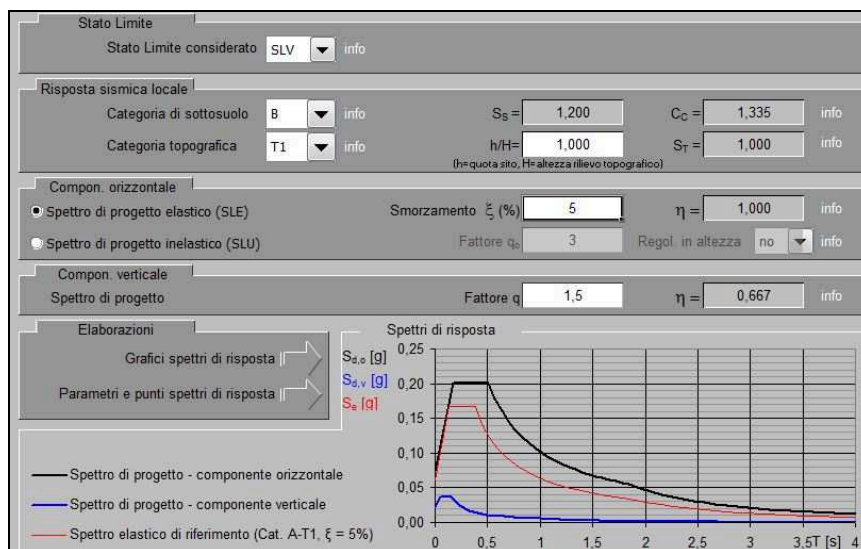 Stato Limite
Stato Limite considerato SLV info
Risposta sismica locale
Categoria di sottosuolo B info S_S = 1,200 C_C = 1,335 info
Categoria topografica T1 info h/H= 1,000 S_T = 1,000 info
(h=quota sito, H=altezza rilievo topografico)
Compon. orizzontale
Spettro di progetto elastico (SLE) Smorzamento ξ (%) 5 η = 1,000 info
Spettro di progetto inelastico (SLU) Fattore q_o 3 Regol. in altezza no info
Compon. verticale
Spettro di progetto Fattore q 1,5 η = 0,667 info
Elaborazioni
Grafici spettri di risposta
Parametri e punti spettri di risposta
Spettri di risposta
S_d,o [g]
S_d,v [g]
S_e [g]
0,25
0,20
0,15
0,10
0,05
0,00
0 0,5 1 1,5 2 2,5 3 3,5 T [s] 4
Spettro di progetto - componente orizzontale
Spettro di progetto - componente verticale
Spettro elastico di riferimento (Cat. A-T1, ξ = 5%)